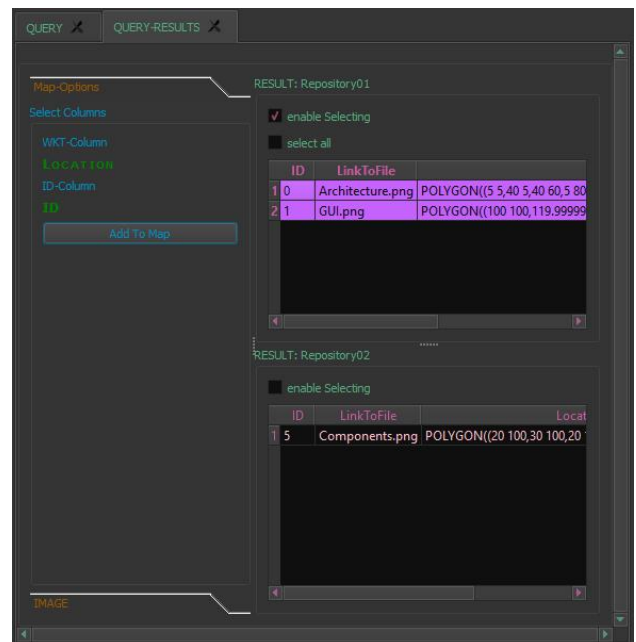 QUERY
QUERY-RESULTS
Map-Options
Select Columns
WKT-Column
LOCATION
ID-Column
ID
Add To Map
IMAGE
RESULT: Repository01
enable Selecting
select all
ID LinkToFile
1 0 Architecture.png POLYGON((5 5,40 5,40 60,5 80
2 1 GUI.png POLYGON((100 100,119.99999
RESULT: Repository02
enable Selecting
ID LinkToFile Locat
1 5 Components.png POLYGON((20 100,30 100,20